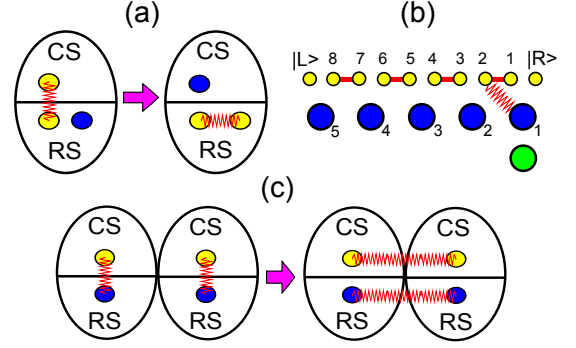 (a)
CS
RS
CS
RS
(b)
|L> 8 7 6 5 4 3 2 1 |R>
5 4 3 2 1
(c)
CS CS
RS RS
CS CS
RS RS